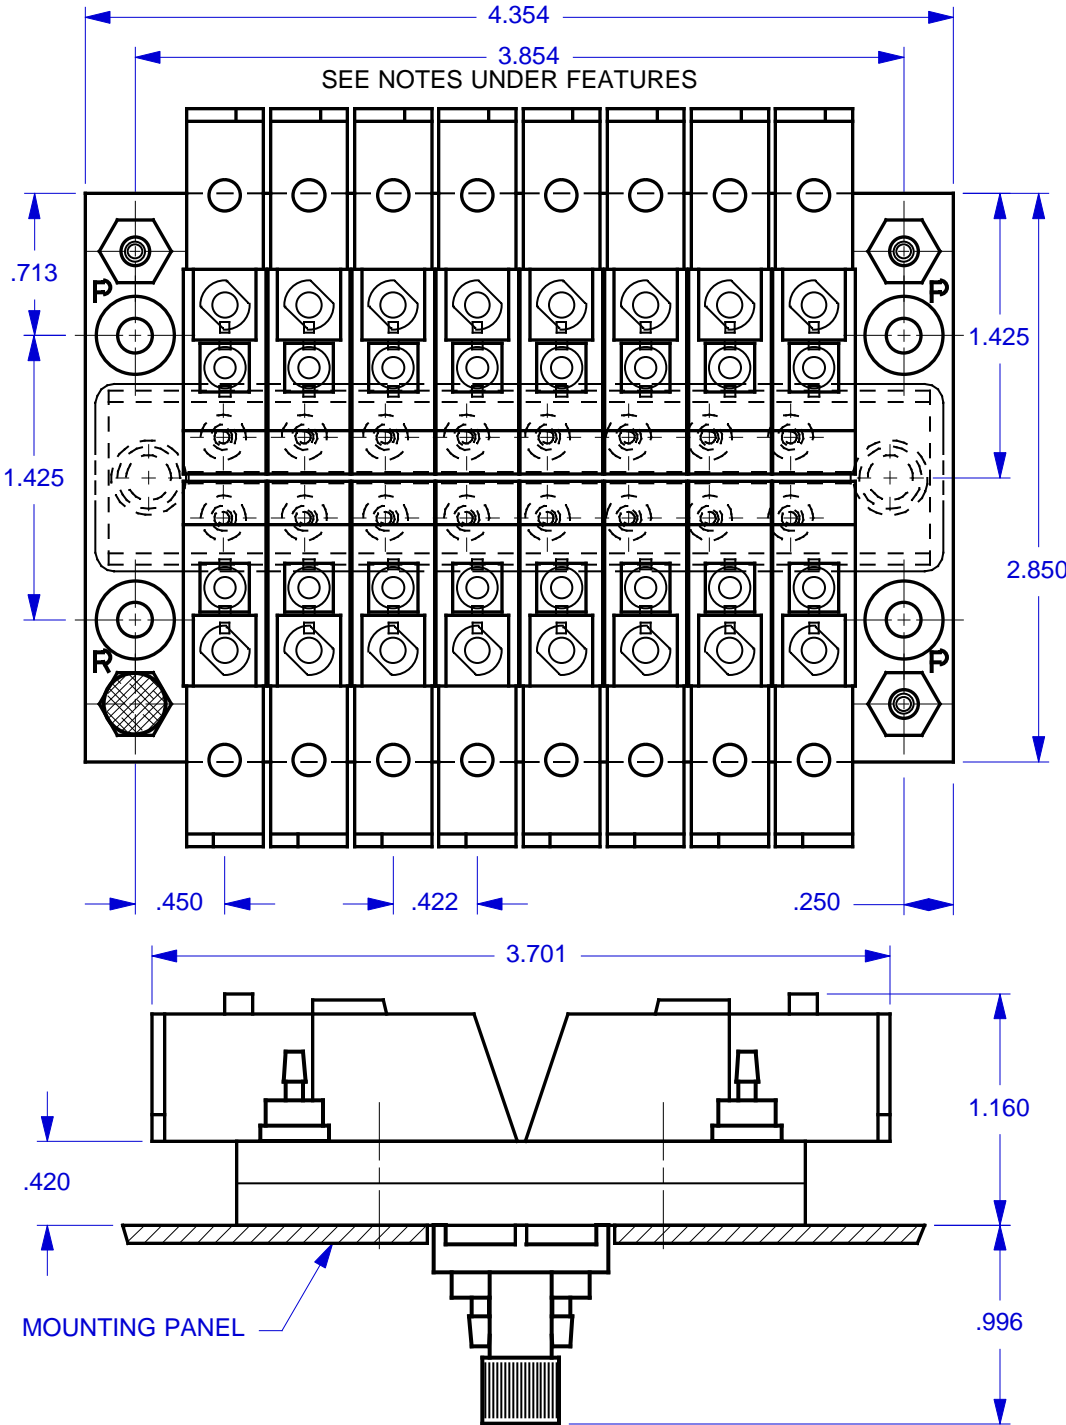 4.354
3.854
SEE NOTES UNDER FEATURES
.713
P
P
1.425
1.425
2.850
R
P
.450
.422
.250
3.701
1.160
.420
MOUNTING PANEL
.996